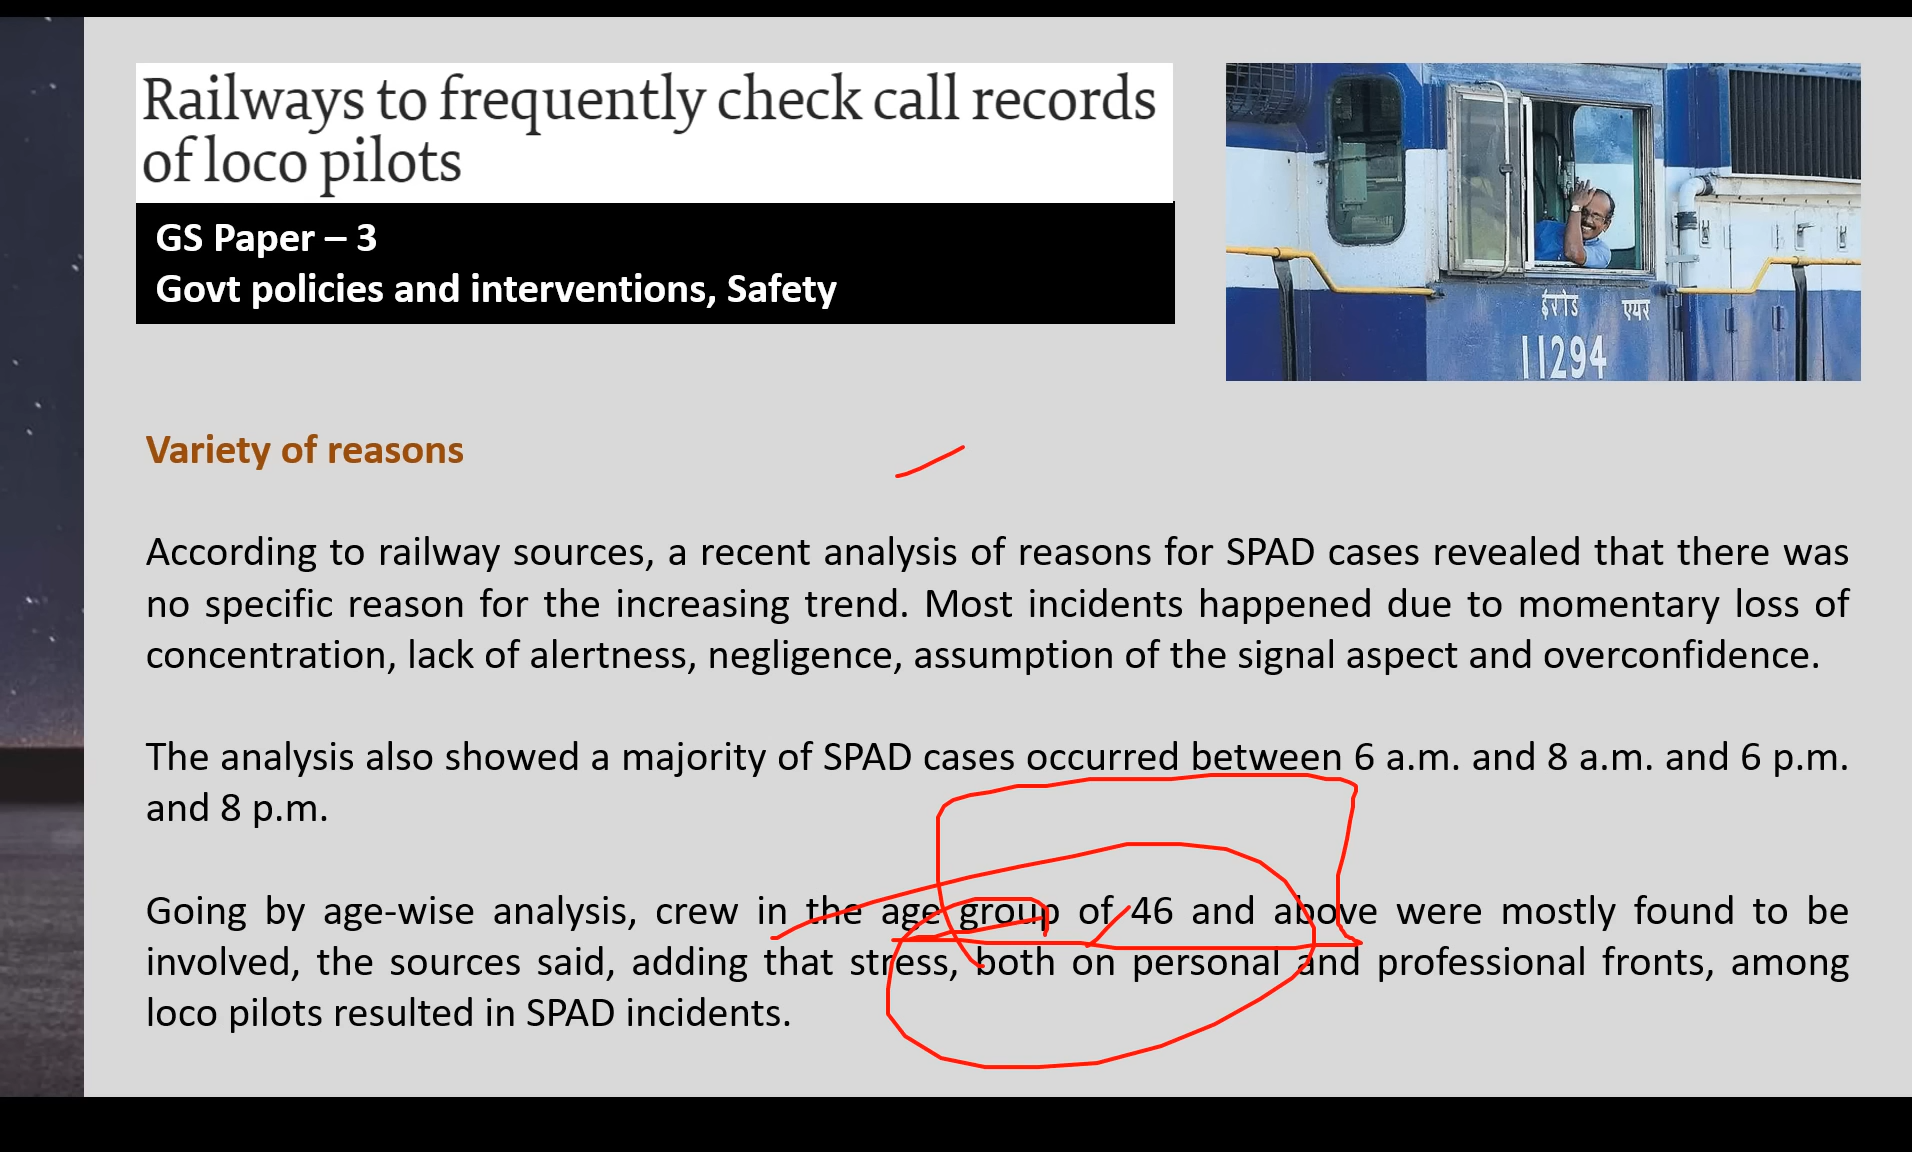 Railways to frequently check call records
of loco pilots
GS Paper – 3
Govt policies and interventions, Safety
ईरोड एयर
11294
Variety of reasons
According to railway sources, a recent analysis of reasons for SPAD cases revealed that there was
no specific reason for the increasing trend. Most incidents happened due to momentary loss of
concentration, lack of alertness, negligence, assumption of the signal aspect and overconfidence.
The analysis also showed a majority of SPAD cases occurred between 6 a.m. and 8 a.m. and 6 p.m.
and 8 p.m.
Going by age-wise analysis, crew in the age group of 46 and above were mostly found to be
involved, the sources said, adding that stress, both on personal and professional fronts, among
loco pilots resulted in SPAD incidents.